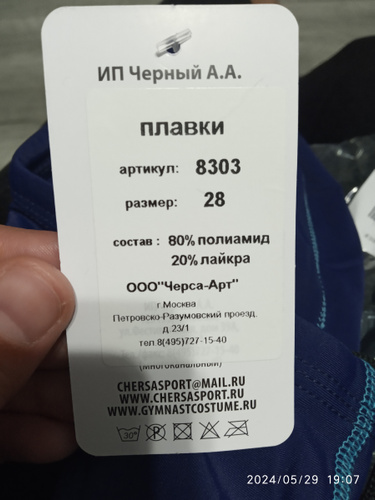 ИП Черный А.А.
плавки
артикул: 8303
размер: 28
состав : 80% полиамид
20% лайкра
ООО"Черса-Арт"
г.Москва
Петровско-Разумовский проезд.
д.23/1
тел.8(495)727-15-40
(многоканальный)
CHERSASPORT@MAIL.RU
CHERSASPORT.RU
WWW.GYMNASTCOSTUME.RU
30°
P
2024/05/29 19:07